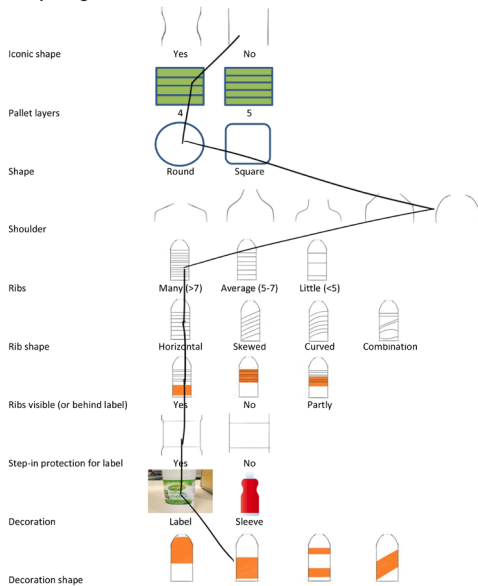 Iconic shape Yes No
Pallet layers 4 5
Shape Round Square
Shoulder
Ribs Many (>7) Average (5-7) Little (<5)
Rib shape Horizontal Skewed Curved Combination
Ribs visible (or behind label) Yes No Partly
Step-in protection for label Yes No
Decoration Label Sleeve
Decoration shape